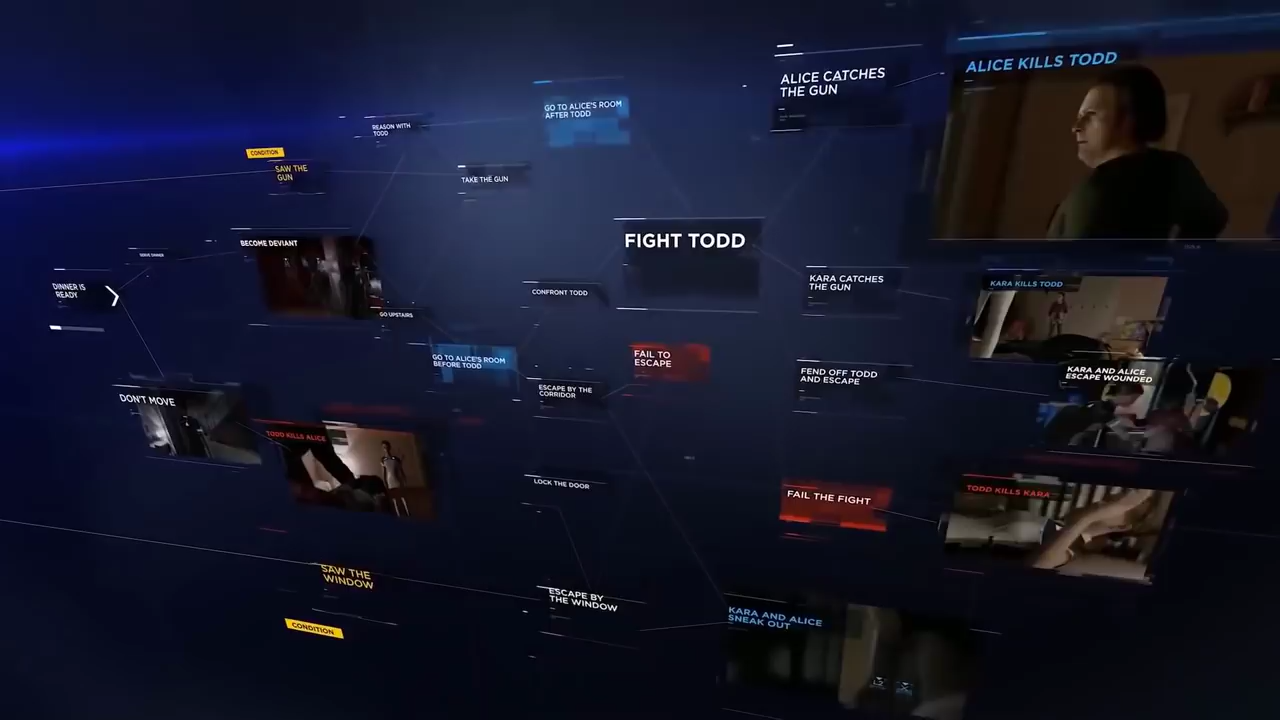 ALICE KILLS TODD
ALICE CATCHES
THE GUN
GO TO ALICE'S ROOM
AFTER TODD
REASON WITH
TODD
CONDITION
SAW THE
GUN
TAKE THE GUN
FIGHT TODD
BECOME DEVIANT
SERVE DINNER
DINNER IS
READY
GO UPSTAIRS
CONFRONT TODD
KARA CATCHES
THE GUN
KARA KILLS TODD
GO TO ALICE'S ROOM
BEFORE TODD
FAIL TO
ESCAPE
ESCAPE BY THE
CORRIDOR
FEND OFF TODD
AND ESCAPE
KARA AND ALICE
ESCAPE WOUNDED
DON'T MOVE
TODD KILLS ALICE
LOCK THE DOOR
FAIL THE FIGHT
TODD KILLS KARA
SAW THE
WINDOW
CONDITION
ESCAPE BY
THE WINDOW
KARA AND ALICE
SNEAK OUT